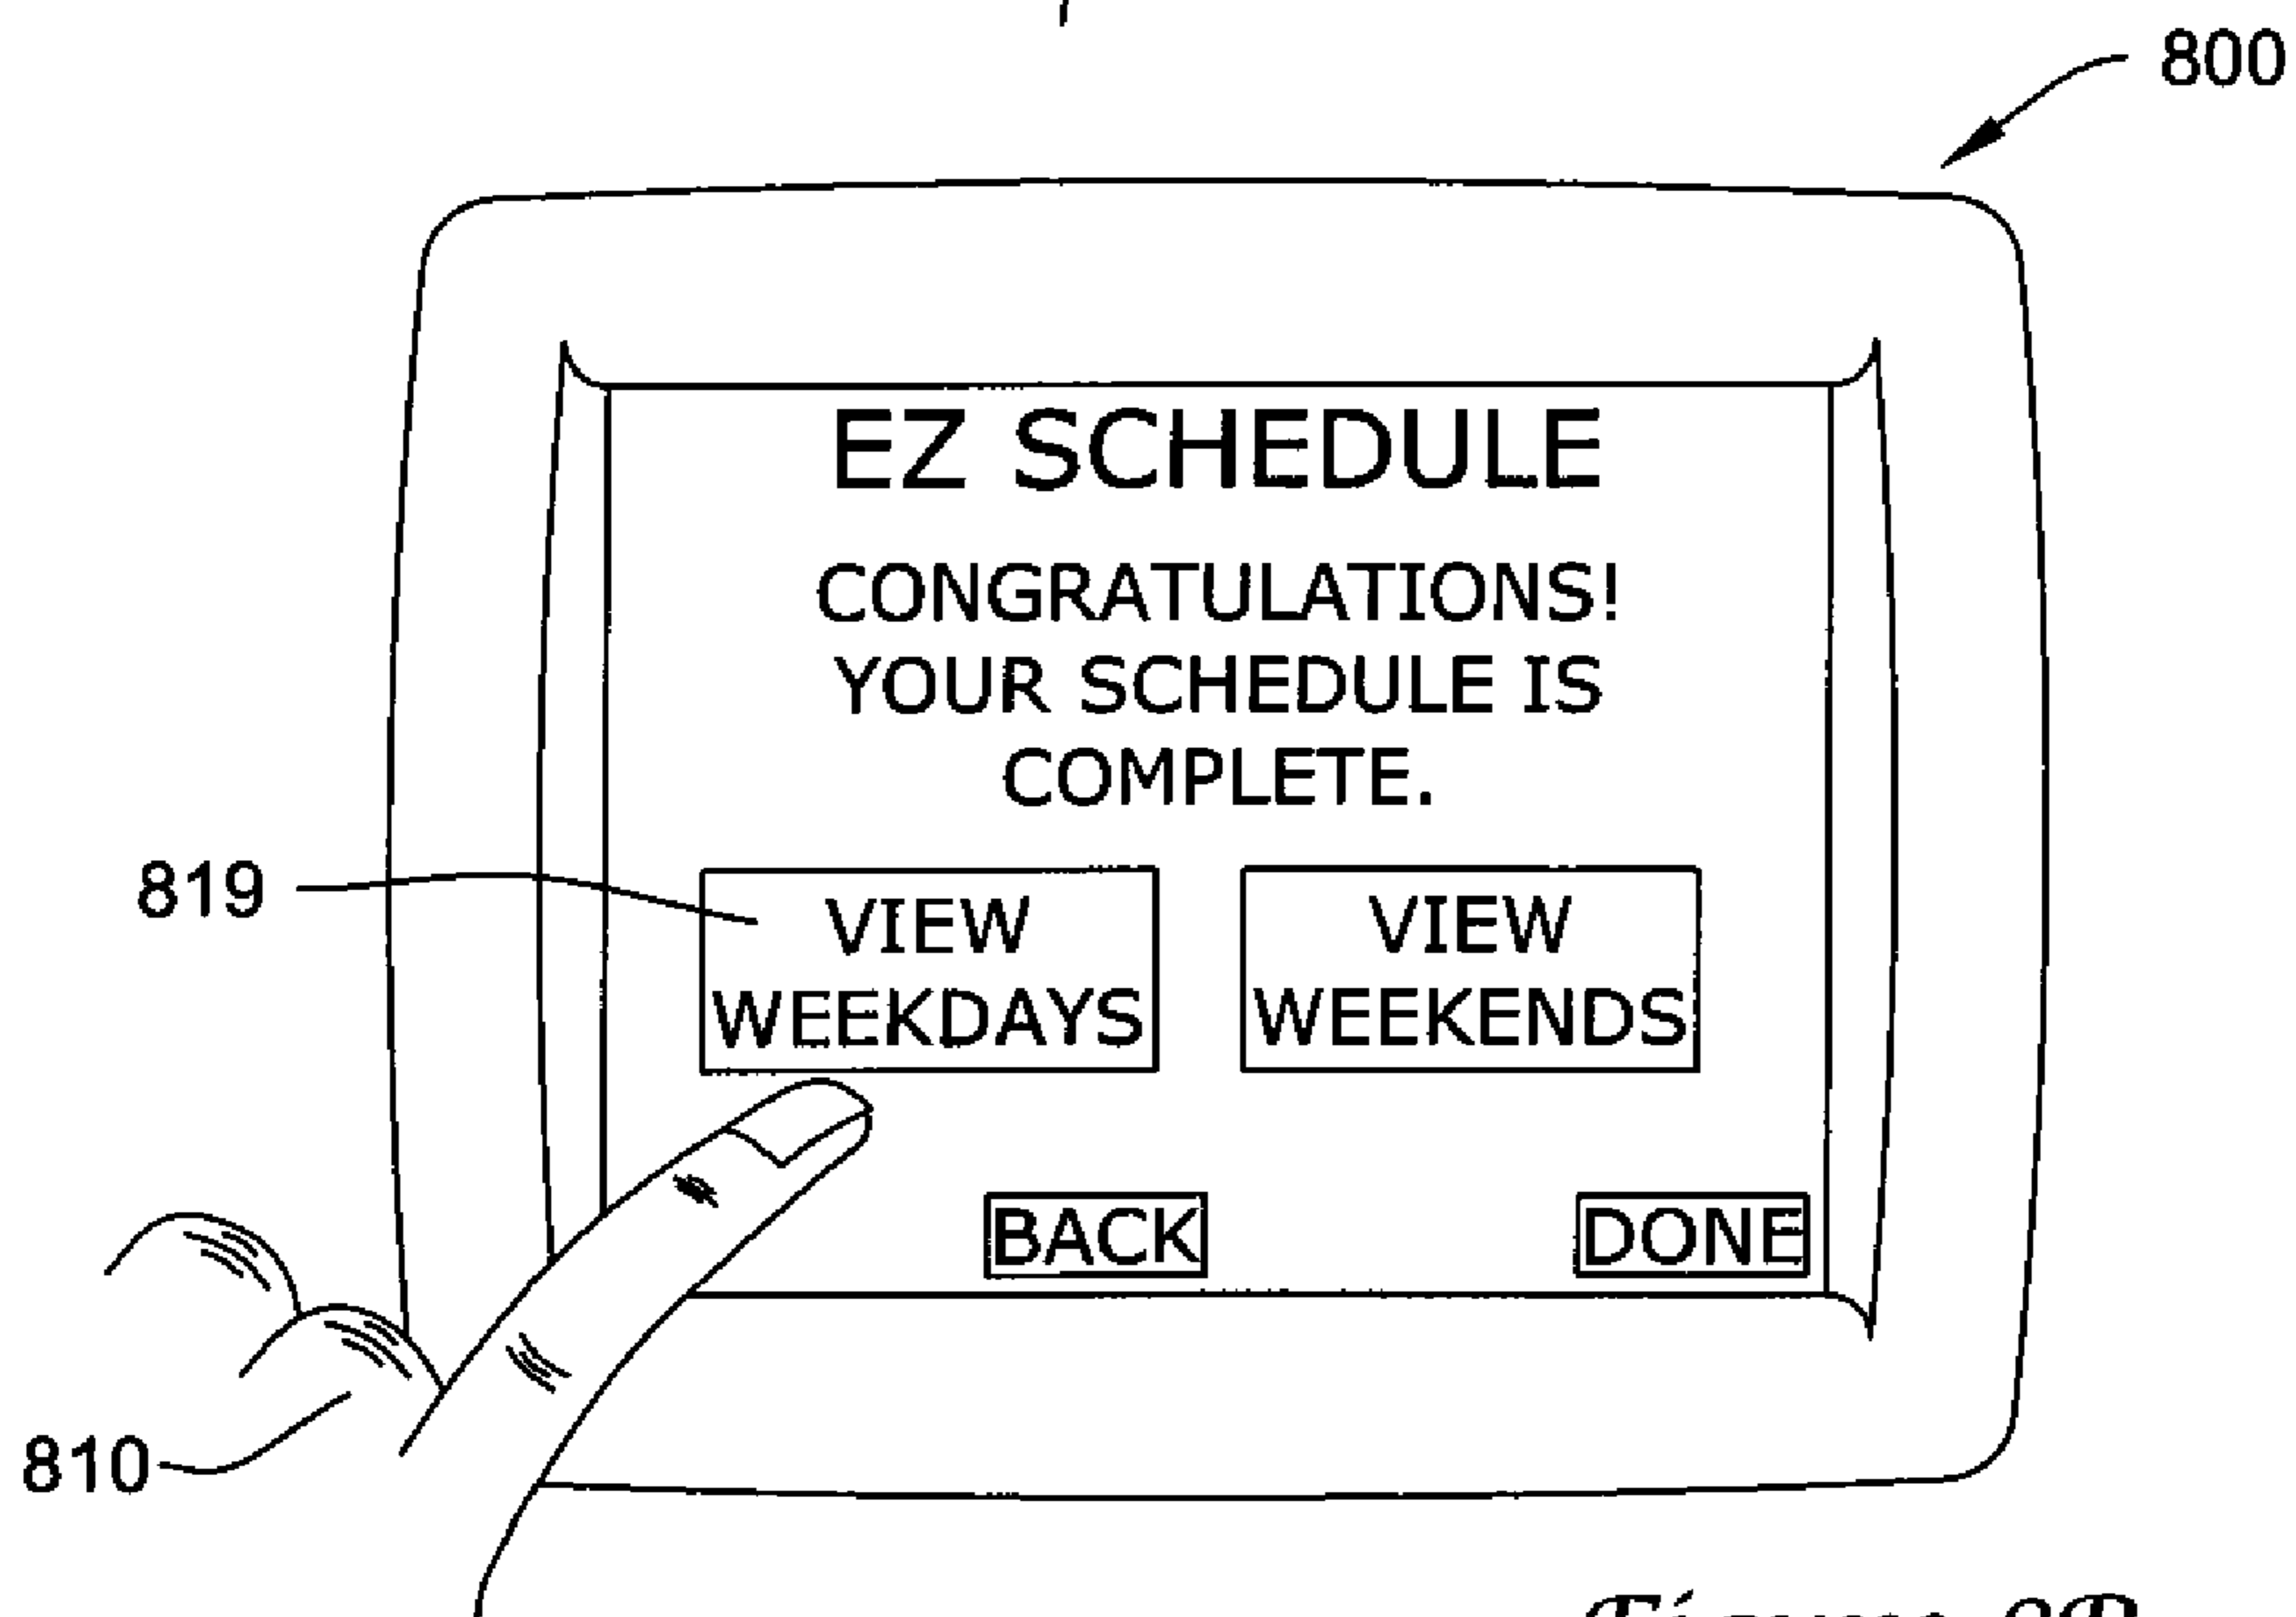 800
EZ SCHEDULE
CONGRATULATIONS!
YOUR SCHEDULE IS
COMPLETE.
819
VIEW
WEEKDAYS
VIEW
WEEKENDS
BACK
DONE
810